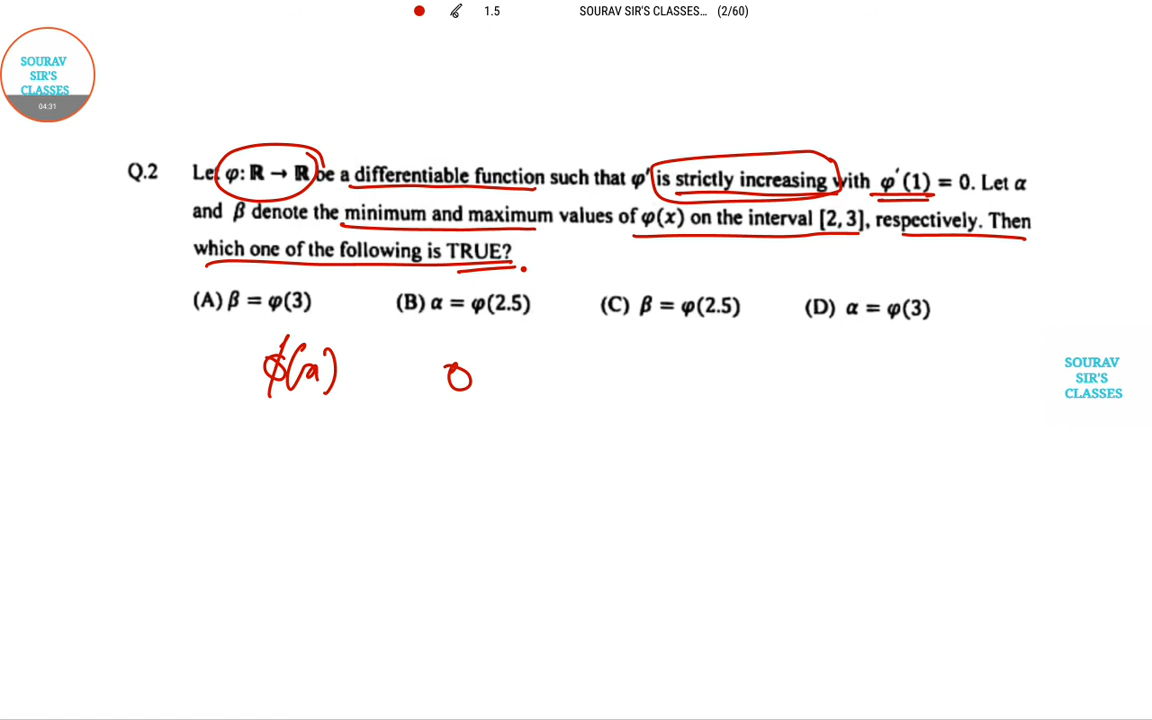 1.5 SOURAV SIR'S CLASSES... (2/60)
SOURAV
SIR'S
CLASSES
04:31
Q.2 Let φ: ℝ → ℝ be a differentiable function such that φ′ is strictly increasing with φ′(1) = 0. Let α
and β denote the minimum and maximum values of φ(x) on the interval [2, 3], respectively. Then
which one of the following is TRUE?
(A) β = φ(3) (B) α = φ(2.5) (C) β = φ(2.5) (D) α = φ(3)
SOURAV
SIR'S
CLASSES